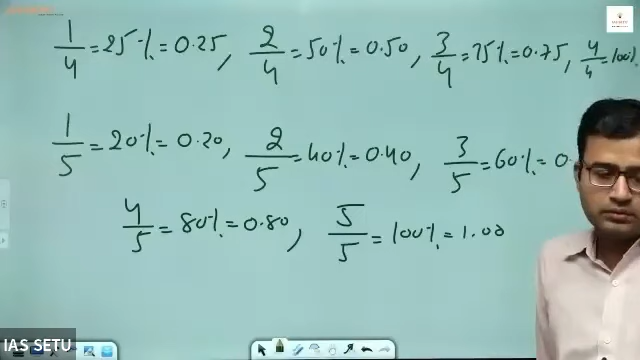 1/4 = 25% = 0.25, 2/4 = 50% = 0.50, 3/4 = 75% = 0.75, 4/4 = 100%
1/5 = 20% = 0.20, 2/5 = 40% = 0.40, 3/5 = 60% = 0.
4/5 = 80% = 0.80, 5/5 = 100% = 1.00
IAS SETU